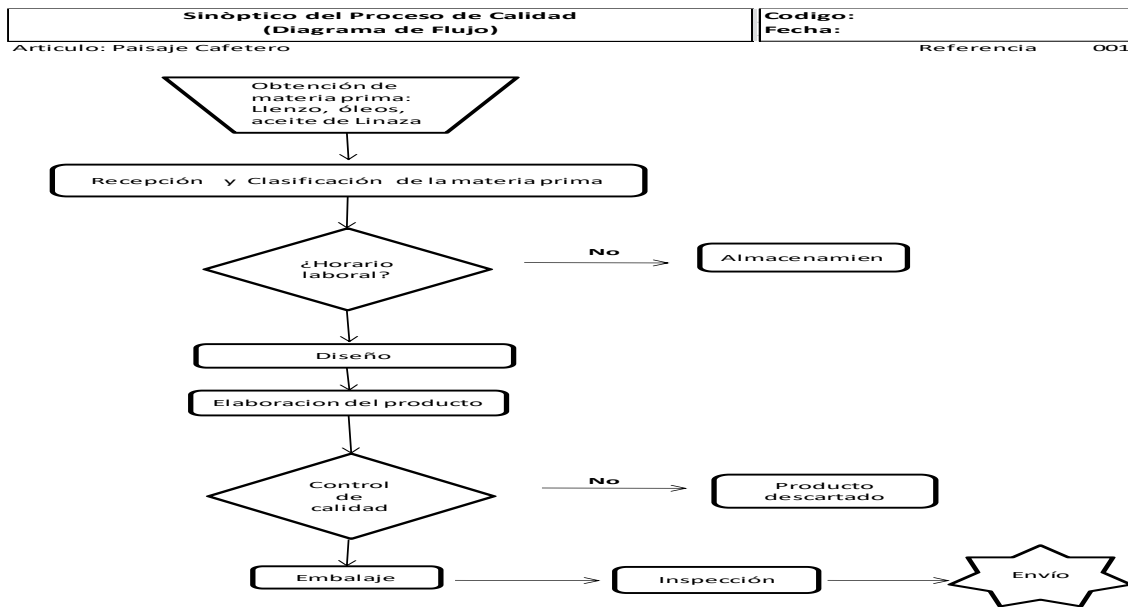 Sinòptico del Proceso de Calidad
(Diagrama de Flujo)
Codigo:
Fecha:
Articulo: Paisaje Cafetero
Referencia 001
Obtención de
materia prima:
Llenzo, óleos,
aceite de Linaza
Recepción y Clasificación de la materia prima
¿Horario
laboral?
No
Almacenamien
Diseño
Elaboracion del producto
Control
de
calidad
No
Producto
descartado
Embalaje
Inspección
Envío